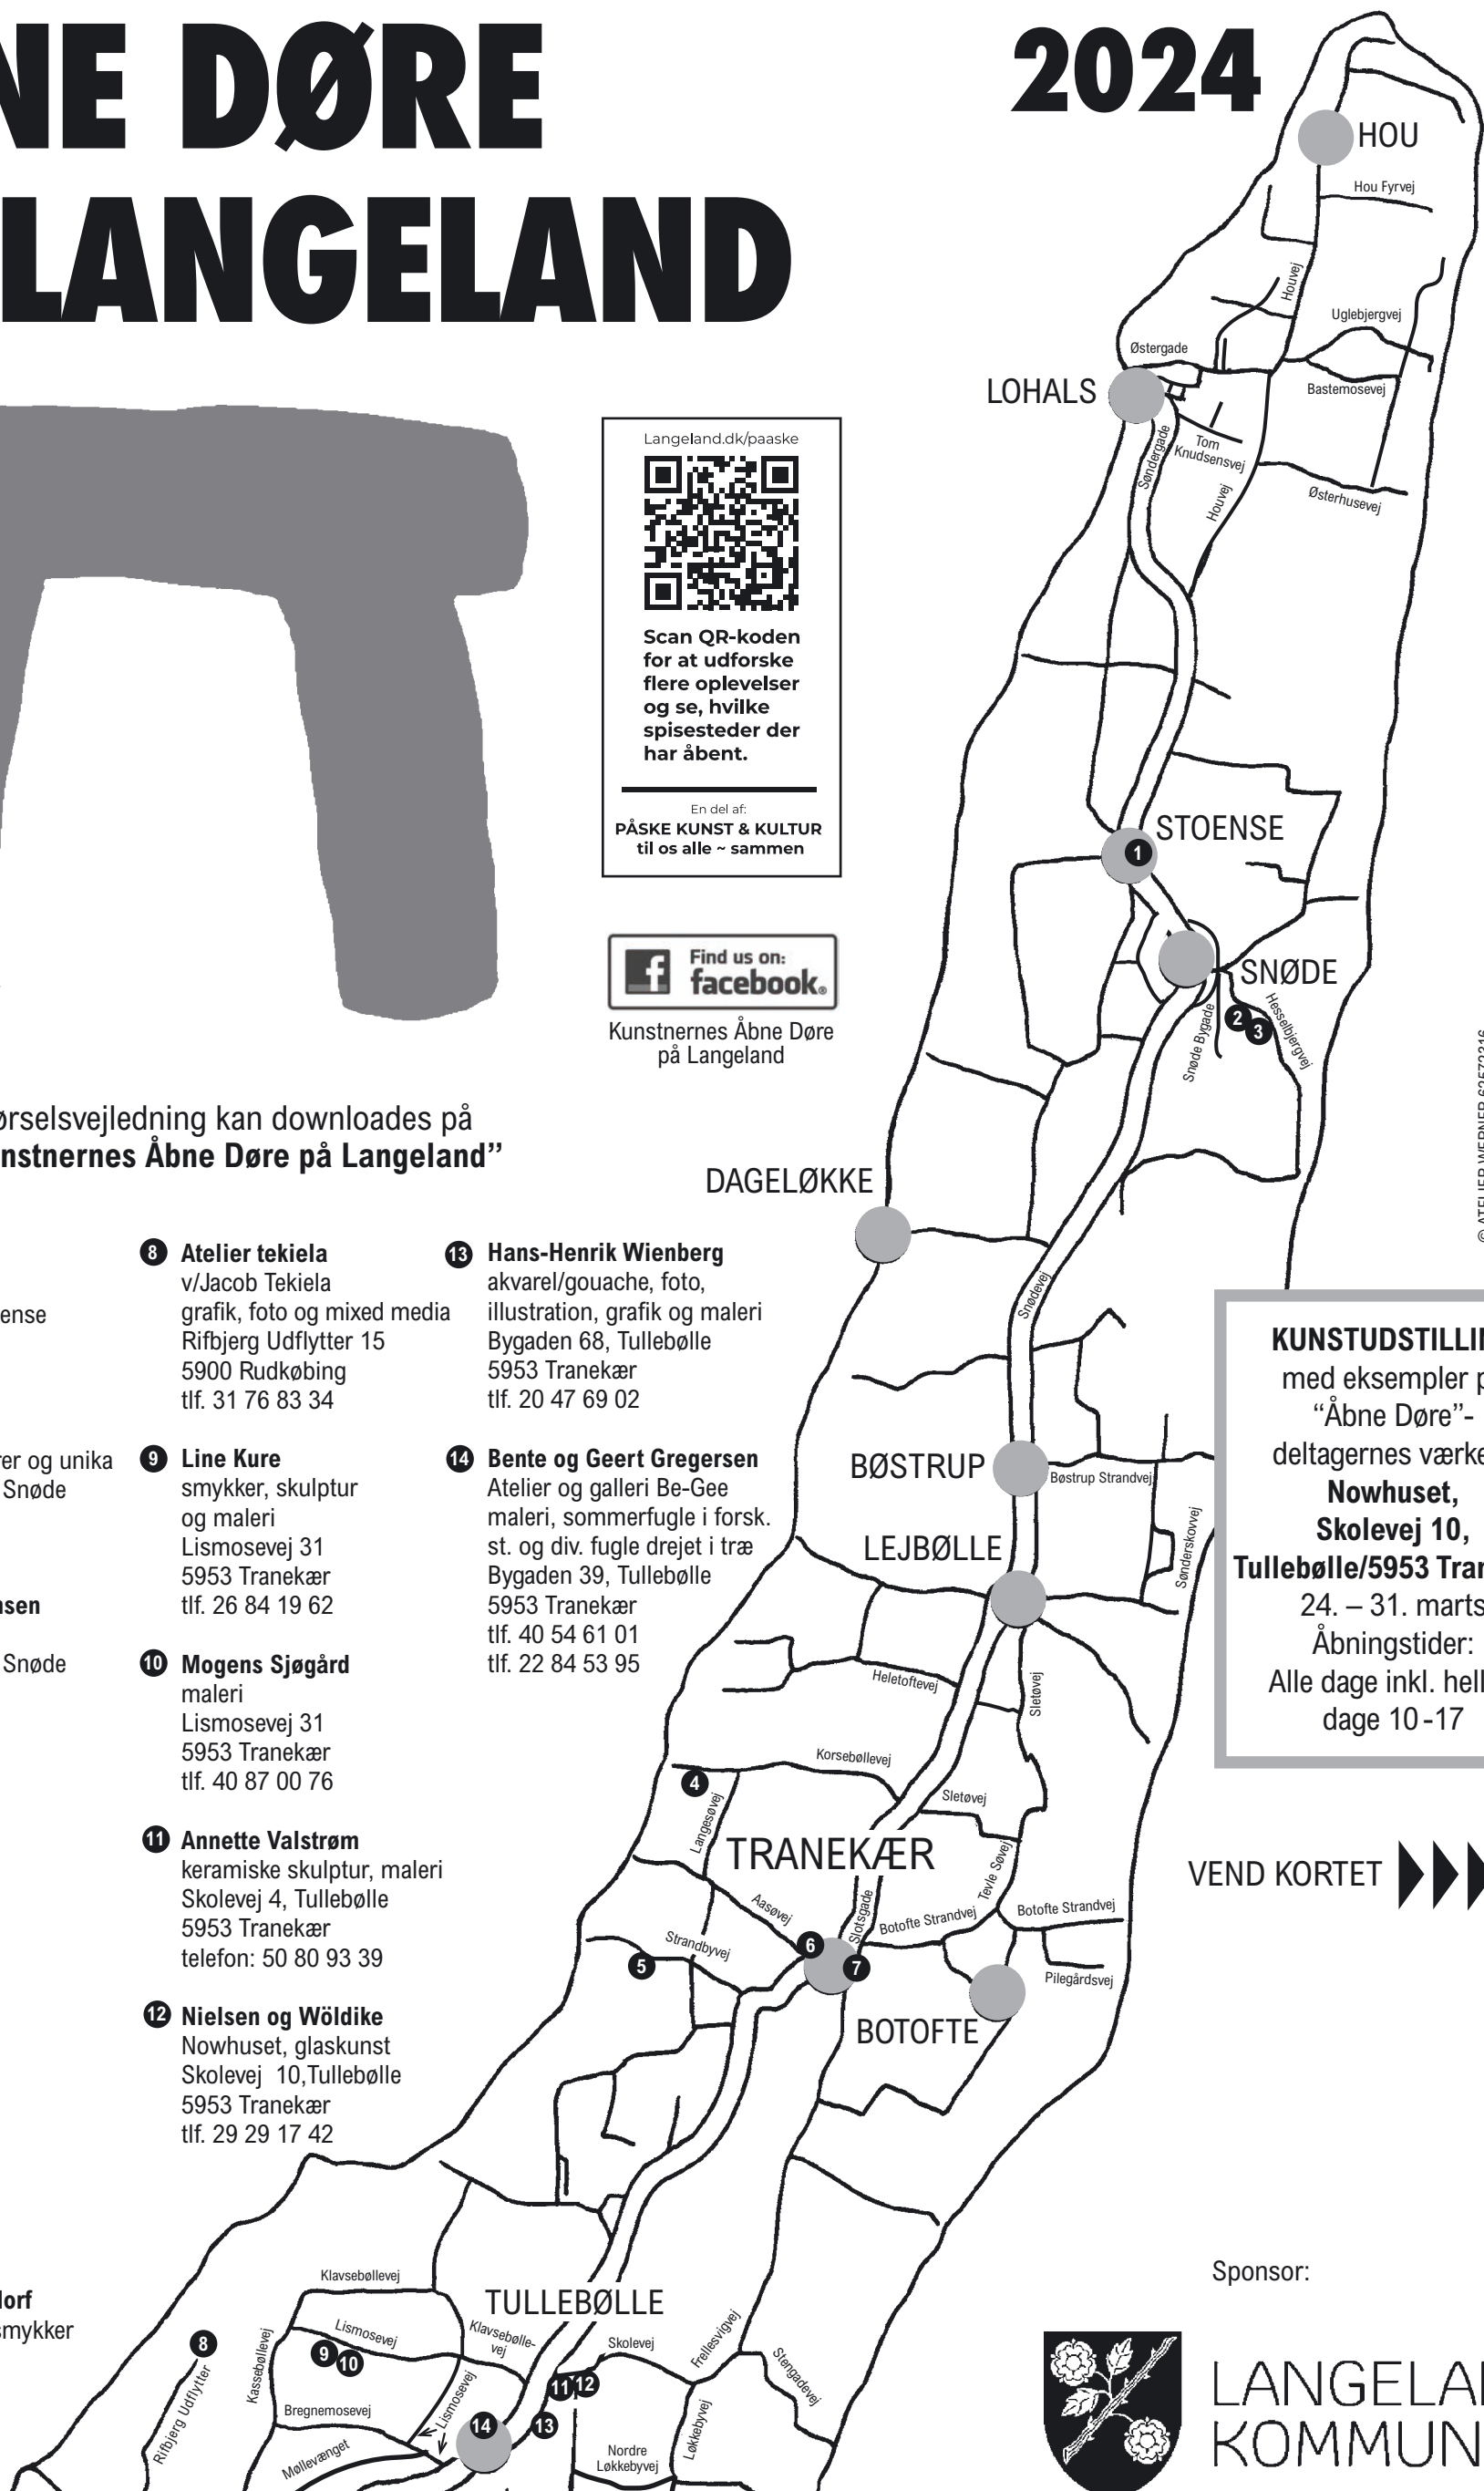 NE DØRE
LANGELAND
2024
Langeland.dk/paaske
Scan QR-koden
for at udforske
flere oplevelser
og se, hvilke
spisesteder der
har åbent.
En del af:
PÅSKE KUNST & KULTUR
til os alle ~ sammen
f
Find us on:
facebook®
Kunstnernes Åbne Døre
på Langeland
ørselsvejledning kan downloades på
nstnernes Åbne Døre på Langeland”
ense
rer og unika
Snøde
nsen
Snøde
dorf
smykker
8 Atelier tekiela
v/Jacob Tekiela
grafik, foto og mixed media
Rifbjerg Udflytter 15
5900 Rudkøbing
tlf. 31 76 83 34
9 Line Kure
smykker, skulptur
og maleri
Lismosevej 31
5953 Tranekær
tlf. 26 84 19 62
10 Mogens Sjøgård
maleri
Lismosevej 31
5953 Tranekær
tlf. 40 87 00 76
11 Annette Valstrøm
keramiske skulptur, maleri
Skolevej 4, Tullebølle
5953 Tranekær
telefon: 50 80 93 39
12 Nielsen og Wöldike
Nowhuset, glaskunst
Skolevej 10,Tullebølle
5953 Tranekær
tlf. 29 29 17 42
13 Hans-Henrik Wienberg
akvarel/gouache, foto,
illustration, grafik og maleri
Bygaden 68, Tullebølle
5953 Tranekær
tlf. 20 47 69 02
14 Bente og Geert Gregersen
Atelier og galleri Be-Gee
maleri, sommerfugle i forsk.
st. og div. fugle drejet i træ
Bygaden 39, Tullebølle
5953 Tranekær
tlf. 40 54 61 01
tlf. 22 84 53 95
HOU
Hou Fyrvej
Houvej
Uglebjergvej
Østergade
LOHALS
Bastemosevej
Søndergade
Tom
Knudsensvej
Houvej
Østerhusevej
STOENSE
1
SNØDE
2
3
Hesselbjergvej
Snøde Bygade
DAGELØKKE
Snødevej
BØSTRUP
Bøstrup Strandvej
LEJBØLLE
Sønderskovvej
Heletoftevej
Sletøvej
Korsebøllevej
4
Langesøvej
Sletøvej
TRANEKÆR
Tevle Søvej
Aasøvej
Slotsgade
Botofte Strandvej
Botofte Strandvej
Strandbyvej
5
6
7
Pilegårdsvej
BOTOFTE
Klavsebøllevej
TULLEBØLLE
Lismosevej
Klavsebølle-
vej
Skolevej
Frellesvigvej
Stengadevej
8
Kassebøllevej
9
10
11
12
Rifbjerg Udflytter
Bregnemosevej
Lismosevej
14
13
Møllevænget
Løkkebyvej
Nordre
Løkkebyvej
© ATELIER WERNER 62572316
KUNSTUDSTILLIN
med eksempler p
“Åbne Døre”-
deltagernes værke
Nowhuset,
Skolevej 10,
Tullebølle/5953 Tran
24. – 31. marts
Åbningstider:
Alle dage inkl. hell
dage 10-17
VEND KORTET
Sponsor:
LANGELA
KOMMUN